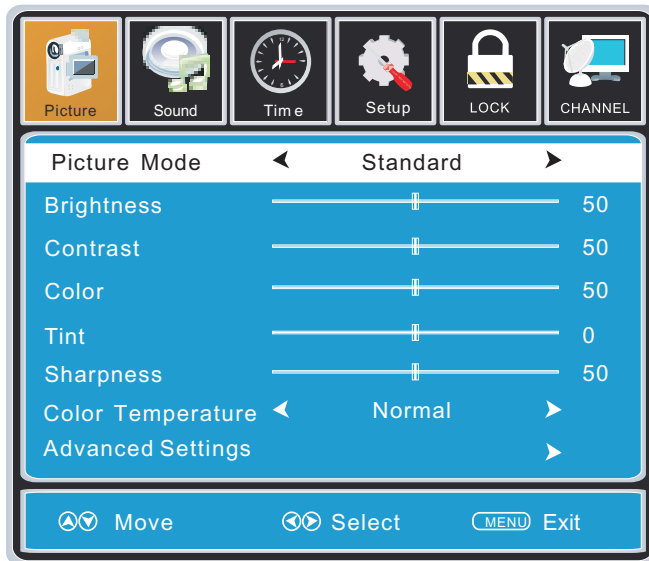 Picture Sound Time Setup LOCK CHANNEL
Picture Mode Standard
Brightness 50
Contrast 50
Color 50
Tint 0
Sharpness 50
Color Temperature Normal
Advanced Settings
Move Select MENU Exit